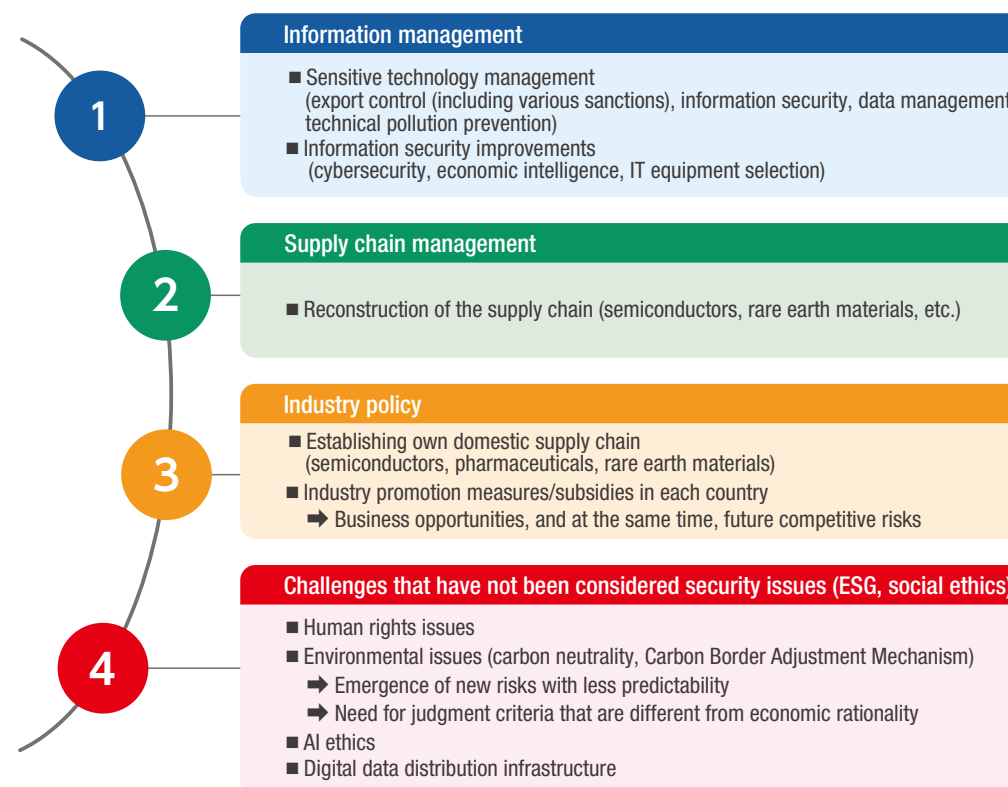 1
Information management
■ Sensitive technology management
(export control (including various sanctions), information security, data management
technical pollution prevention)
■ Information security improvements
(cybersecurity, economic intelligence, IT equipment selection)
2
Supply chain management
■ Reconstruction of the supply chain (semiconductors, rare earth materials, etc.)
3
Industry policy
■ Establishing own domestic supply chain
(semiconductors, pharmaceuticals, rare earth materials)
■ Industry promotion measures/subsidies in each country
➡ Business opportunities, and at the same time, future competitive risks
4
Challenges that have not been considered security issues (ESG, social ethics)
■ Human rights issues
■ Environmental issues (carbon neutrality, Carbon Border Adjustment Mechanism)
➡ Emergence of new risks with less predictability
➡ Need for judgment criteria that are different from economic rationality
■ AI ethics
■ Digital data distribution infrastructure